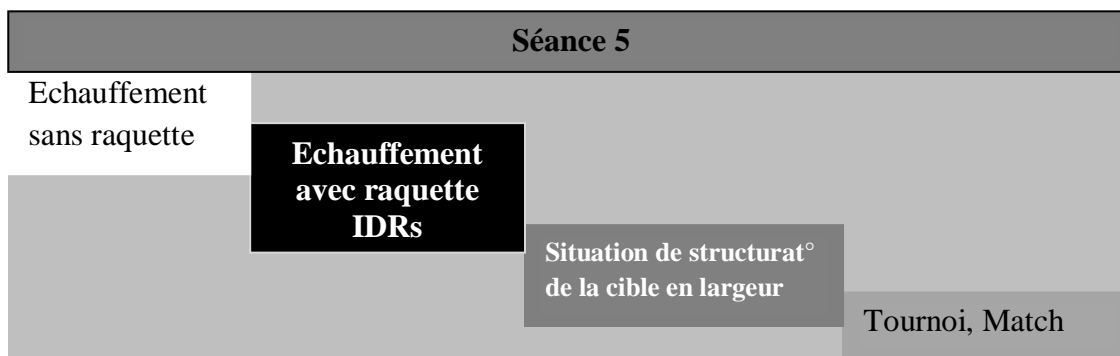 Séance 5
Echauffement
sans raquette
Echauffement
avec raquette
IDRs
Situation de structurat°
de la cible en largeur
Tournoi, Match